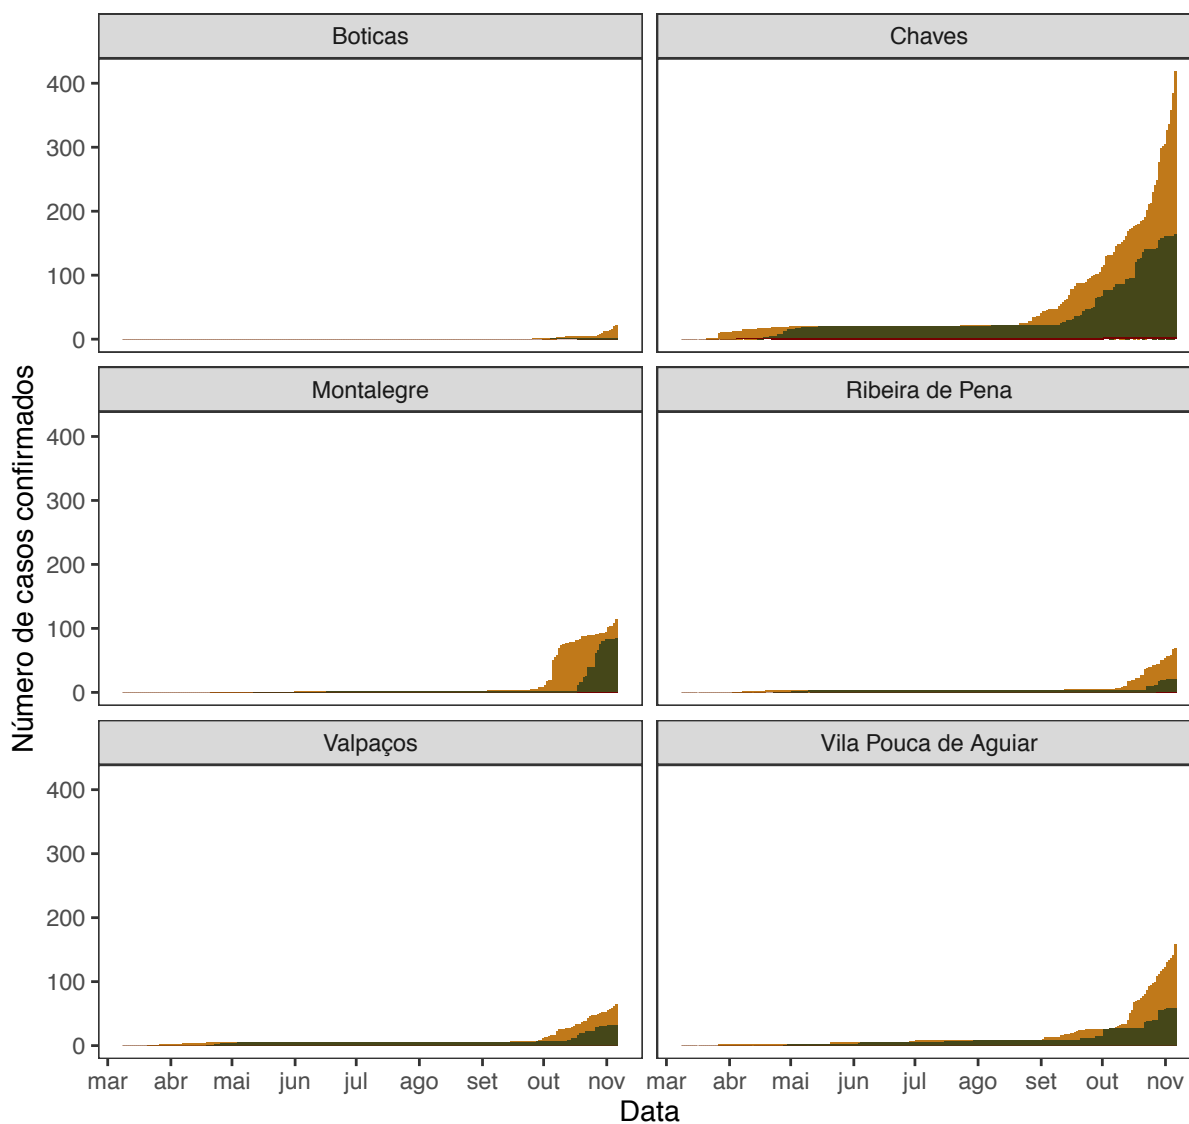 Boticas
Chaves
400
300
200
100
0
Montalegre
Ribeira de Pena
400
300
200
100
0
Número de casos confirmados
Valpaços
Vila Pouca de Aguiar
400
300
200
100
0
mar abr mai jun jul ago set out nov
mar abr mai jun jul ago set out nov
Data